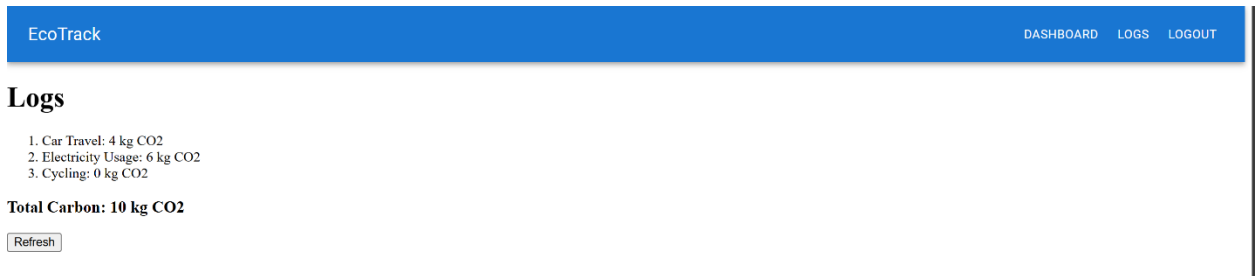 EcoTrack
DASHBOARD LOGS LOGOUT
Logs
1. Car Travel: 4 kg CO2
2. Electricity Usage: 6 kg CO2
3. Cycling: 0 kg CO2
Total Carbon: 10 kg CO2
Refresh